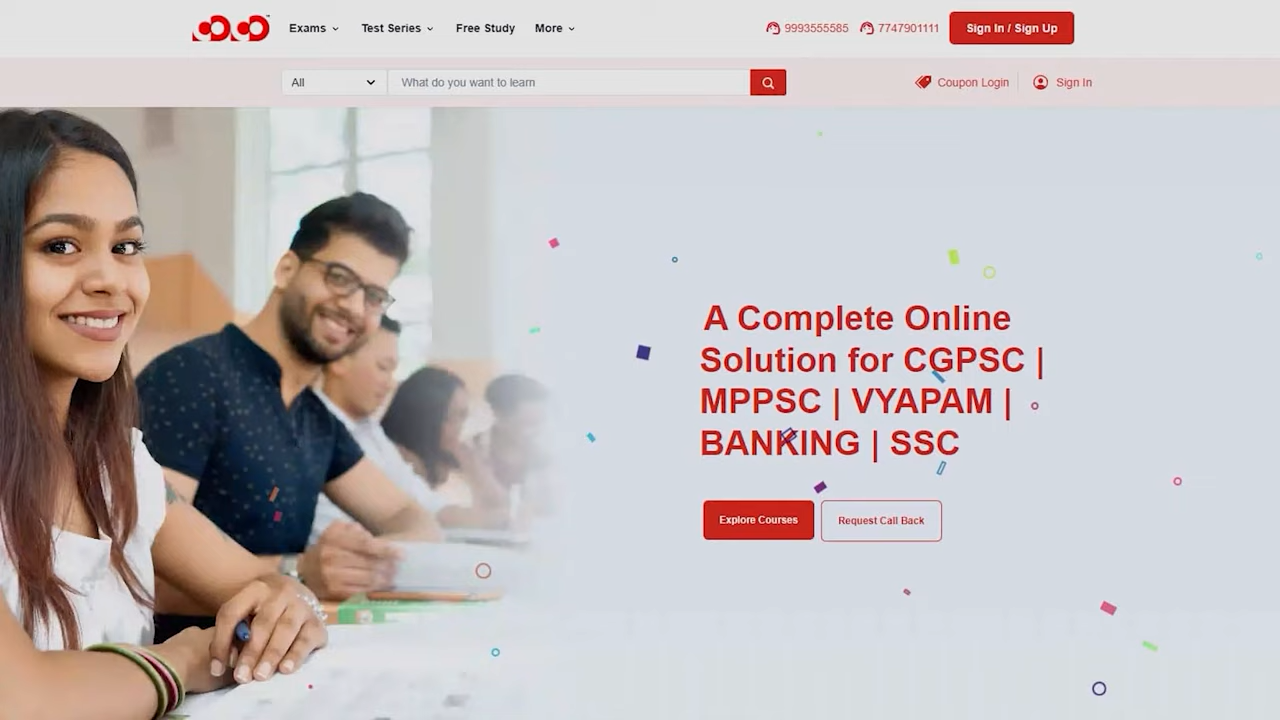 Exams
Test Series
Free Study
More
9993555585
7747901111
Sign In / Sign Up
All
What do you want to learn
Coupon Login
Sign In
A Complete Online
Solution for CGPSC |
MPPSC | VYAPAM |
BANKING | SSC
Explore Courses
Request Call Back